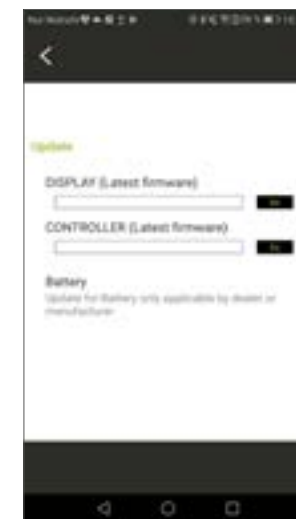 Update
DISPLAY (Latest firmware)
CONTROLLER (Latest firmware)
Battery
Update for Battery only applicable by dealer or
manufacturer